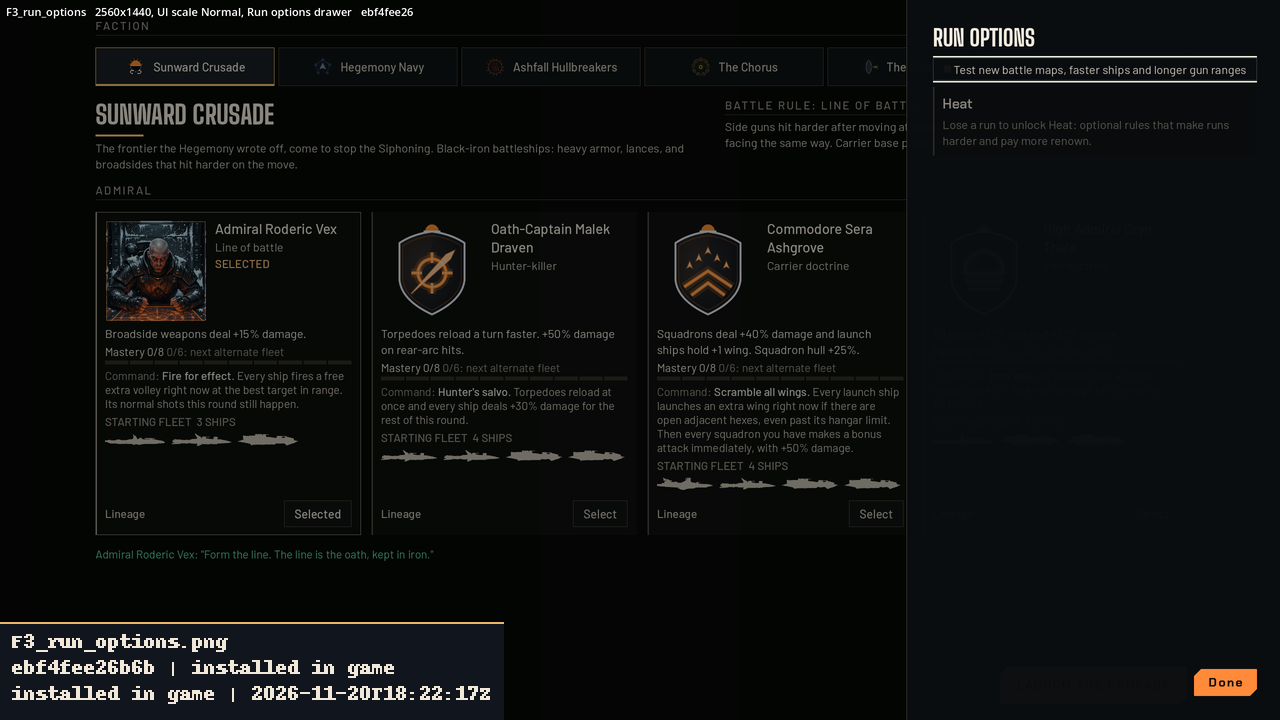 F3_run_options 2560x1440, UI scale Normal, Run options drawer ebf4fee26
FACTION
Sunward Crusade
Hegemony Navy
Ashfall Hullbreakers
The Chorus
The
SUNWARD CRUSADE
The frontier the Hegemony wrote off, come to stop the Siphoning. Black-iron battleships: heavy armor, lances, and
broadsides that hit harder on the move.
BATTLE RULE: LINE OF BATT
Side guns hit harder after moving at
facing the same way. Carrier base p
ADMIRAL
Admiral Roderic Vex
Line of battle
SELECTED
Broadside weapons deal +15% damage.
Mastery 0/8 0/6: next alternate fleet
Command: Fire for effect. Every ship fires a free
extra volley right now at the best target in range.
Its normal shots this round still happen.
STARTING FLEET 3 SHIPS
Lineage
Selected
Oath-Captain Malek
Draven
Hunter-killer
Torpedoes reload a turn faster. +50% damage
on rear-arc hits.
Mastery 0/8 0/6: next alternate fleet
Command: Hunter's salvo. Torpedoes reload at
once and every ship deals +30% damage for the
rest of this round.
STARTING FLEET 4 SHIPS
Lineage
Select
Commodore Sera
Ashgrove
Carrier doctrine
Squadrons deal +40% damage and launch
ships hold +1 wing. Squadron hull +25%.
Mastery 0/8 0/6: next alternate fleet
Command: Scramble all wings. Every launch ship
launches an extra wing right now if there are
open adjacent hexes, even past its hangar limit.
Then every squadron you have makes a bonus
attack immediately, with +50% damage.
STARTING FLEET 4 SHIPS
Lineage
Select
Admiral Roderic Vex: "Form the line. The line is the oath, kept in iron."
RUN OPTIONS
Test new battle maps, faster ships and longer gun ranges
Heat
Lose a run to unlock Heat: optional rules that make runs
harder and pay more renown.
Done
F3_run_options.png
ebf4fee26b6b | installed in game
installed in game | 2026-11-20T18:22:17Z